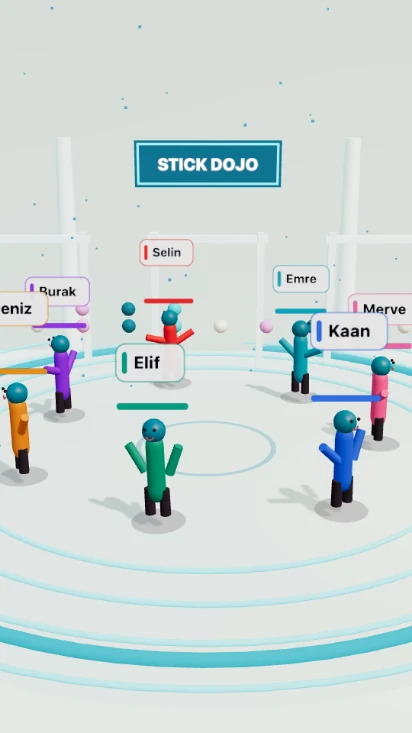 STICK DOJO
Selin
Emre
Burak
eniz
Merve
Kaan
Elif